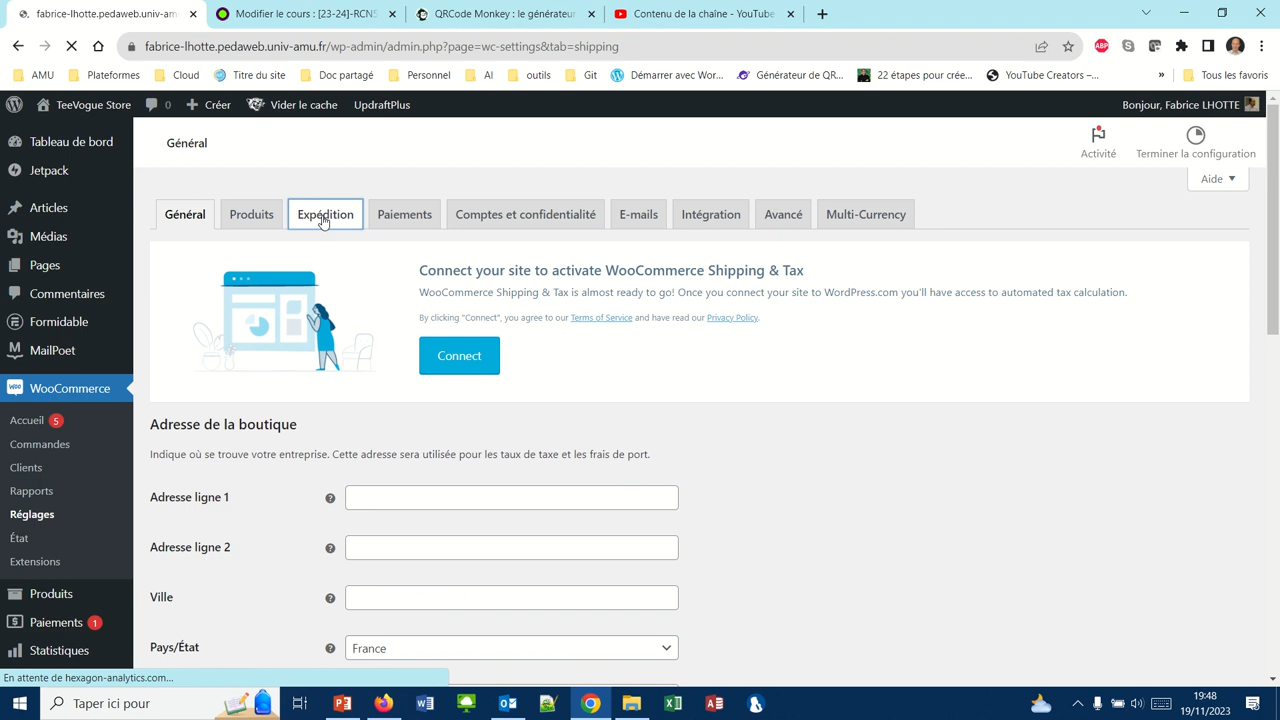 fabrice-lhotte.pedaweb.univ-amu.
Modifier le cours : [23-24]-RCNS
QRCode Monkey : le générateur
Contenu de la chaîne - YouTube
fabrice-lhotte.pedaweb.univ-amu.fr/wp-admin/admin.php?page=wc-settings&tab=shipping
ABP
AMU
Plateformes
Cloud
Titre du site
Doc partagé
Personnel
AI
outils
Git
Démarrer avec Wor...
Générateur de QR...
22 étapes pour crée...
YouTube Creators –...
»
Tous les favoris
TeeVogue Store
0
Créer
Vider le cache
UpdraftPlus
Bonjour, Fabrice LHOTTE
Tableau de bord
Jetpack
Articles
Médias
Pages
Commentaires
Formidable
MailPoet
WooCommerce
Accueil 5
Commandes
Clients
Rapports
Réglages
État
Extensions
Produits
Paiements 1
Statistiques
Général
Activité
Terminer la configuration
Aide
Général
Produits
Expédition
Paiements
Comptes et confidentialité
E-mails
Intégration
Avancé
Multi-Currency
Connect your site to activate WooCommerce Shipping & Tax
WooCommerce Shipping & Tax is almost ready to go! Once you connect your site to WordPress.com you'll have access to automated tax calculation.
By clicking "Connect", you agree to our Terms of Service and have read our Privacy Policy.
Connect
Adresse de la boutique
Indique où se trouve votre entreprise. Cette adresse sera utilisée pour les taux de taxe et les frais de port.
Adresse ligne 1
Adresse ligne 2
Ville
Pays/État
France
En attente de hexagon-analytics.com...
Taper ici pour
19:48
19/11/2023